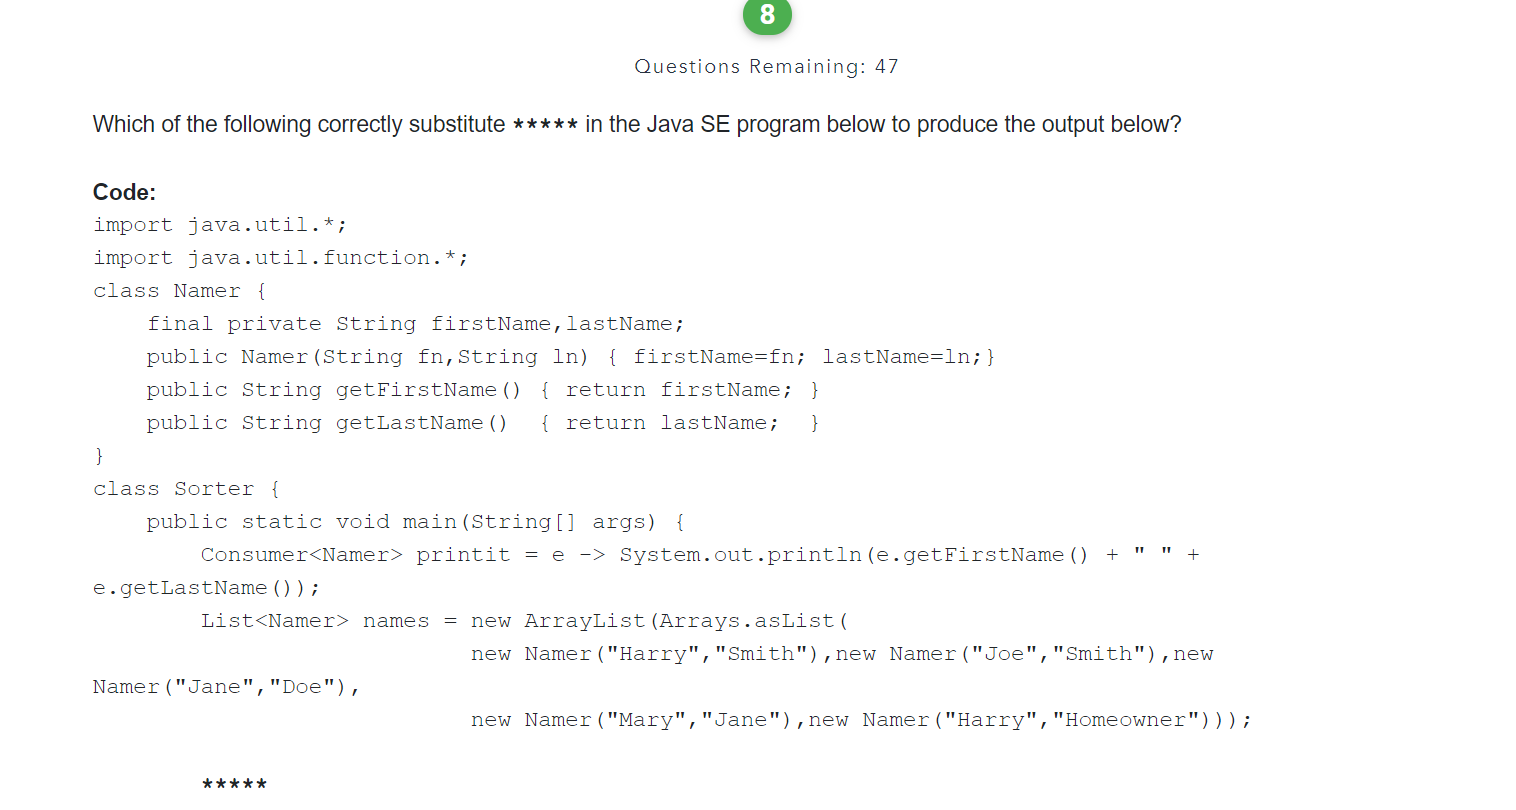 8
Questions Remaining: 47
Which of the following correctly substitute ***** in the Java SE program below to produce the output below?
Code:
import java.util.*;
import java.util.function.*;
class Namer {
    final private String firstName,lastName;
    public Namer(String fn,String ln) { firstName=fn; lastName=ln;}
    public String getFirstName() { return firstName; }
    public String getLastName()  { return lastName;  }
}
class Sorter {
    public static void main(String[] args) {
        Consumer<Namer> printit = e -> System.out.println(e.getFirstName() + " " +
e.getLastName());
        List<Namer> names = new ArrayList(Arrays.asList(
                            new Namer("Harry","Smith"),new Namer("Joe","Smith"),new
Namer("Jane","Doe"),
                            new Namer("Mary","Jane"),new Namer("Harry","Homeowner")));
        *****